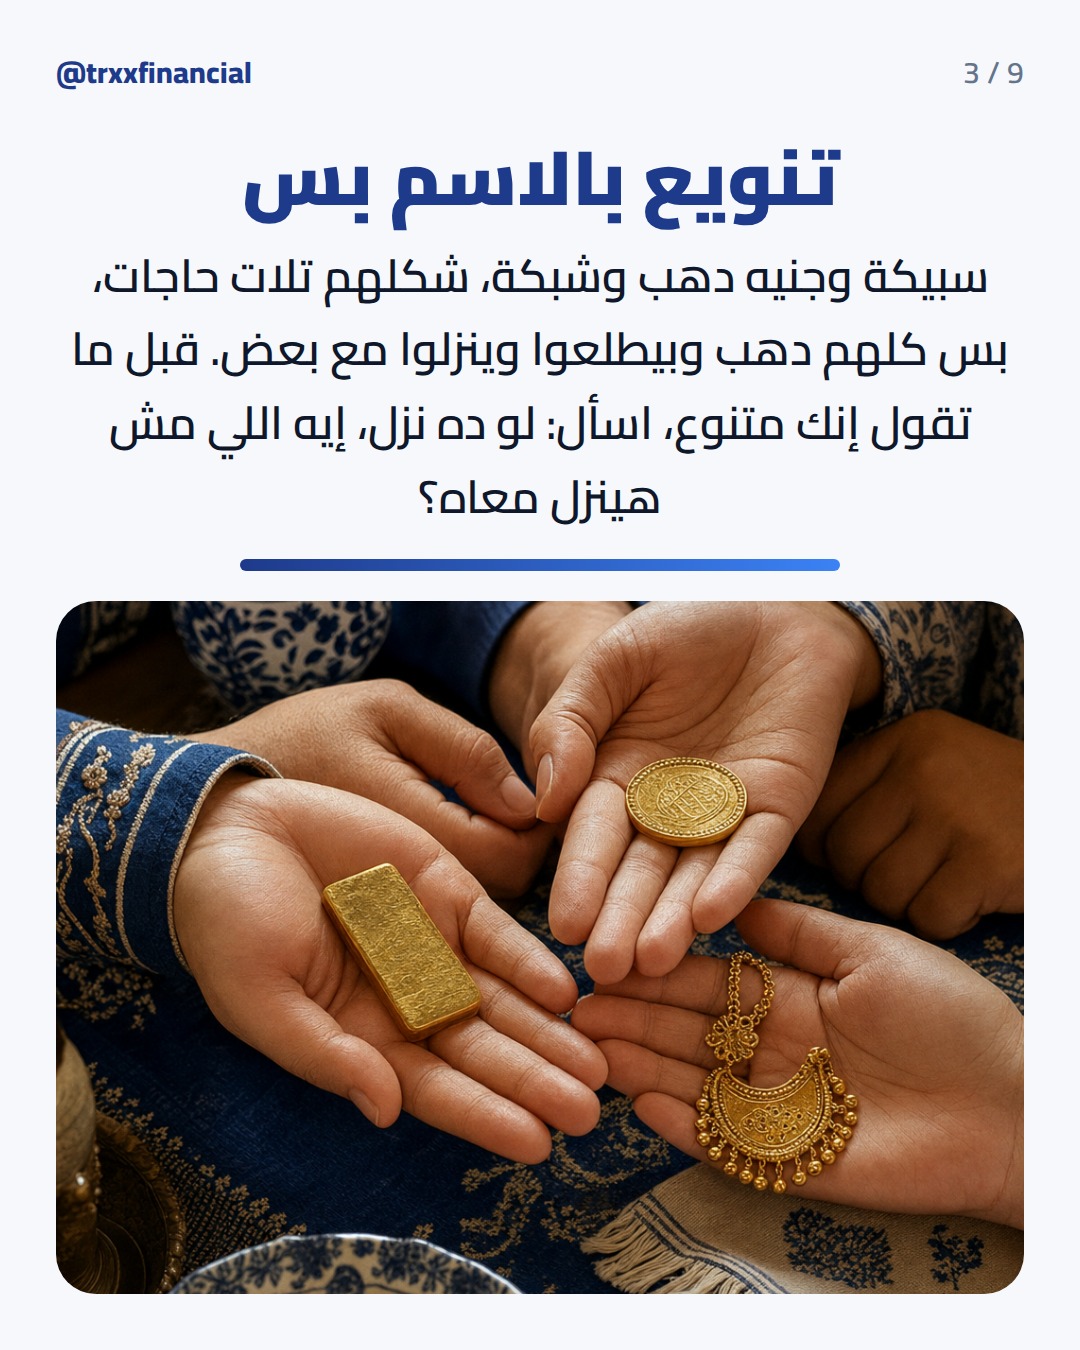 @trxxfinancial
3 / 9
تنويع بالاسم بس
سبيكة وجنيه دهب وشبكة، شكلهم تلات حاجات،
بس كلهم دهب وبيطلعوا وينزلوا مع بعض. قبل ما
تقول إنك متنوع، اسأل: لو ده نزل، إيه اللي مش
هينزل معاه؟